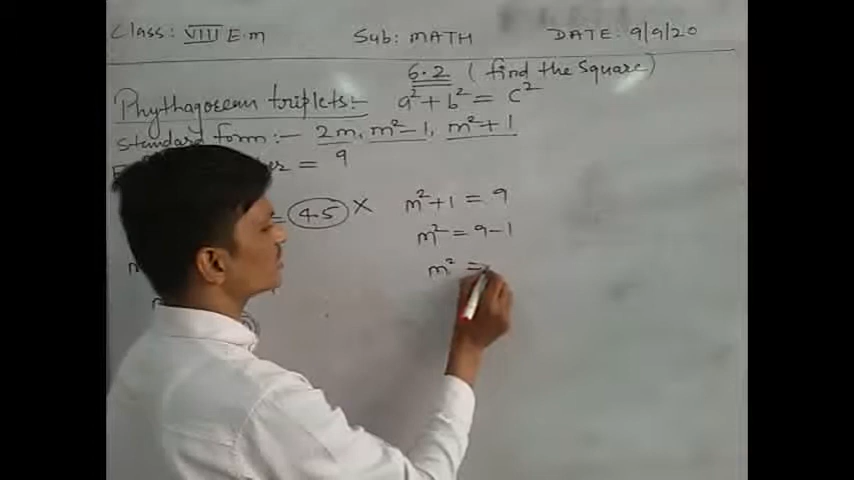 Class: VIII E.m Sub: MATH DATE: 9/9/20
6.2 (find the Square)
Phythagorean triplets:- a²+b² = c²
Standard form:- 2m, m²-1, m²+1
= 9
= 4.5 × m²+1 = 9
m² = 9-1
m² =